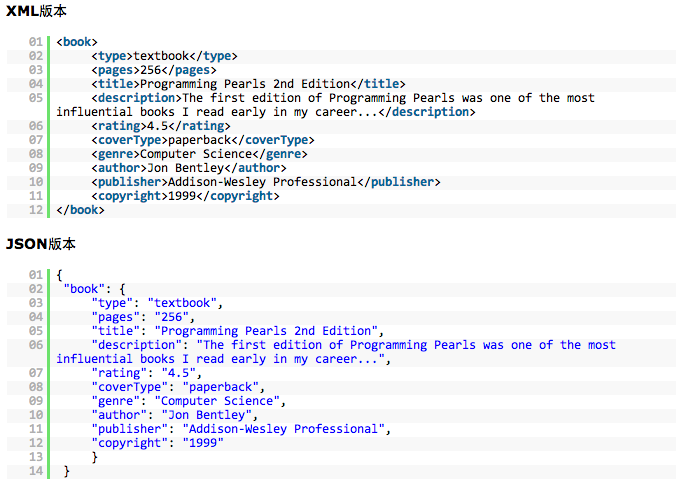 XML版本
01 <book>
02 <type>textbook</type>
03 <pages>256</pages>
04 <title>Programming Pearls 2nd Edition</title>
05 <description>The first edition of Programming Pearls was one of the most
influential books I read early in my career...</description>
06 <rating>4.5</rating>
07 <coverType>paperback</coverType>
08 <genre>Computer Science</genre>
09 <author>Jon Bentley</author>
10 <publisher>Addison-Wesley Professional</publisher>
11 <copyright>1999</copyright>
12 </book>
JSON版本
01 {
02 "book": {
03 "type": "textbook",
04 "pages": "256",
05 "title": "Programming Pearls 2nd Edition",
06 "description": "The first edition of Programming Pearls was one of the most
influential books I read early in my career...",
07 "rating": "4.5",
08 "coverType": "paperback",
09 "genre": "Computer Science",
10 "author": "Jon Bentley",
11 "publisher": "Addison-Wesley Professional",
12 "copyright": "1999"
13 }
14 }